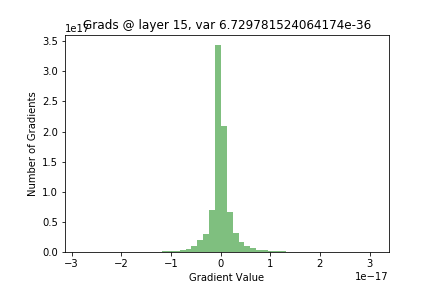 1e17
Grads @ layer 15, var 6.729781524064174e-36
3.5
3.0
2.5
2.0
1.5
1.0
0.5
0.0
Number of Gradients
−3 −2 −1 0 1 2 3
1e−17
Gradient Value